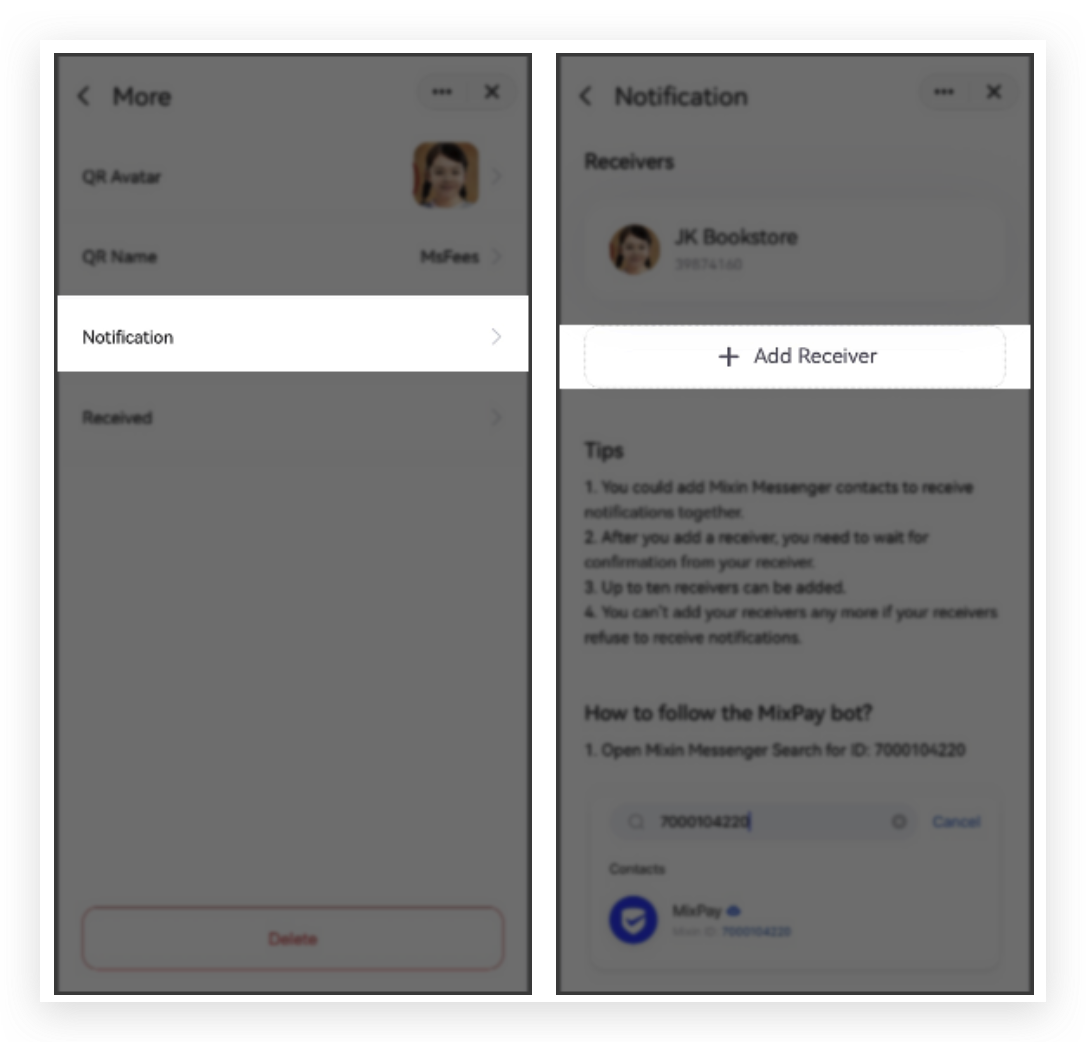 More
QR Avatar
QR Name
MsFees
Notification
Received
Delete
Notification
Receivers
JK Bookstore
39874160
+ Add Receiver
Tips
1. You could add Mixin Messenger contacts to receive
notifications together.
2. After you add a receiver, you need to wait for
confirmation from your receiver.
3. Up to ten receivers can be added.
4. You can't add your receivers any more if your receivers
refuse to receive notifications.
How to follow the MixPay bot?
1. Open Mixin Messenger Search for ID: 7000104220
7000104220
Cancel
Contacts
MixPay
Mixin ID: 7000104220